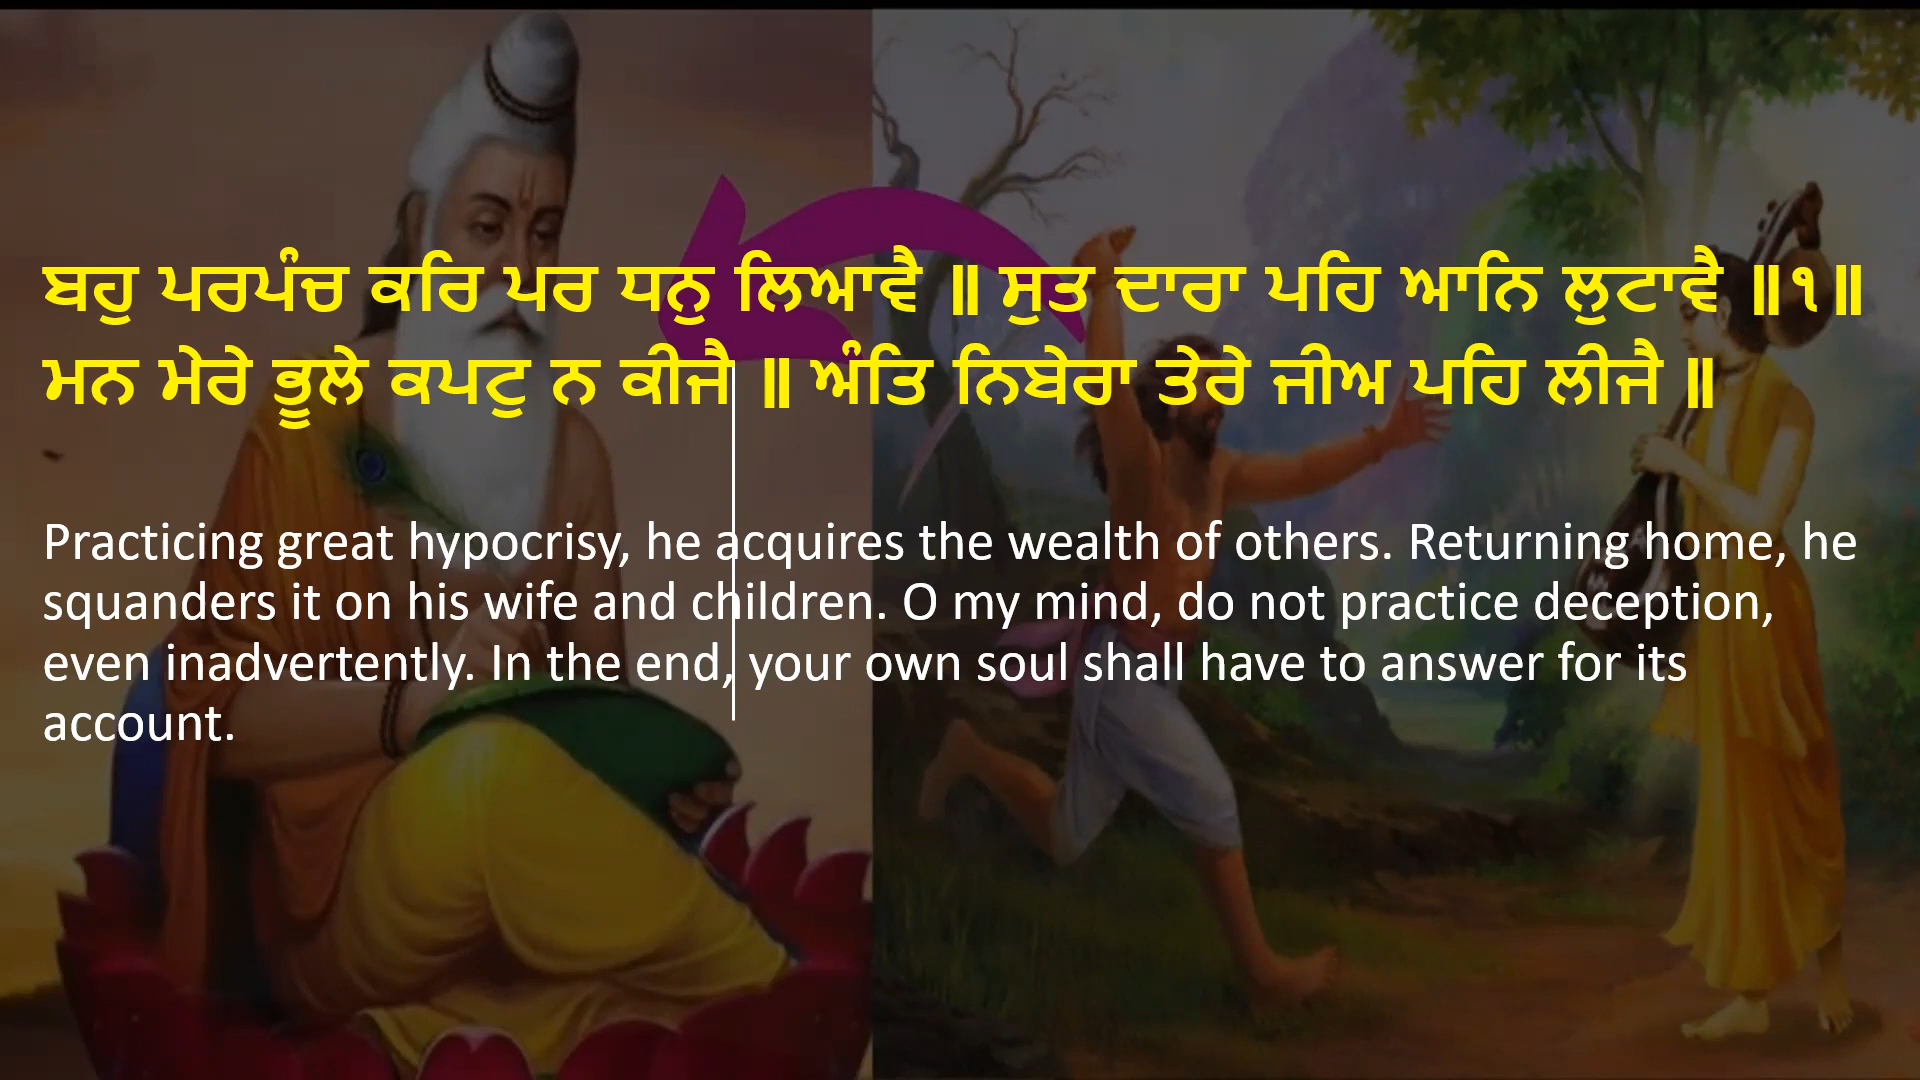 ਬਹੁ ਪਰਪੰਚ ਕਰਿ ਪਰ ਧਨੁ ਲਿਆਵੈ ॥ ਸੁਤ ਦਾਰਾ ਪਹਿ ਆਨਿ ਲੁਟਾਵੈ ॥੧॥
ਮਨ ਮੇਰੇ ਭੂਲੇ ਕਪਟੁ ਨ ਕੀਜੈ ॥ ਅੰਤਿ ਨਿਬੇਰਾ ਤੇਰੇ ਜੀਅ ਪਹਿ ਲੀਜੈ ॥
Practicing great hypocrisy, he acquires the wealth of others. Returning home, he
squanders it on his wife and children. O my mind, do not practice deception,
even inadvertently. In the end, your own soul shall have to answer for its
account.